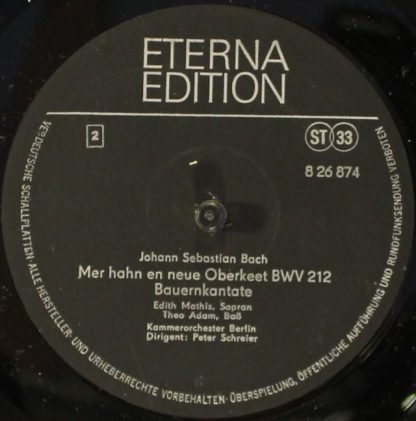 ETERNA
EDITION
2
ST 33
8 26 874
Johann Sebastian Bach
Mer hahn en neue Oberkeet BWV 212
Bauernkantate
Edith Mathis, Sopran
Theo Adam, Baß
Kammerorchester Berlin
Dirigent: Peter Schreier
VEB DEUTSCHE SCHALLPLATTEN · ALLE HERSTELLER- UND URHEBERRECHTE VORBEHALTEN · ÜBERSPIELUNG, ÖFFENTLICHE AUFFÜHRUNG UND RUNDFUNKSENDUNG VERBOTEN